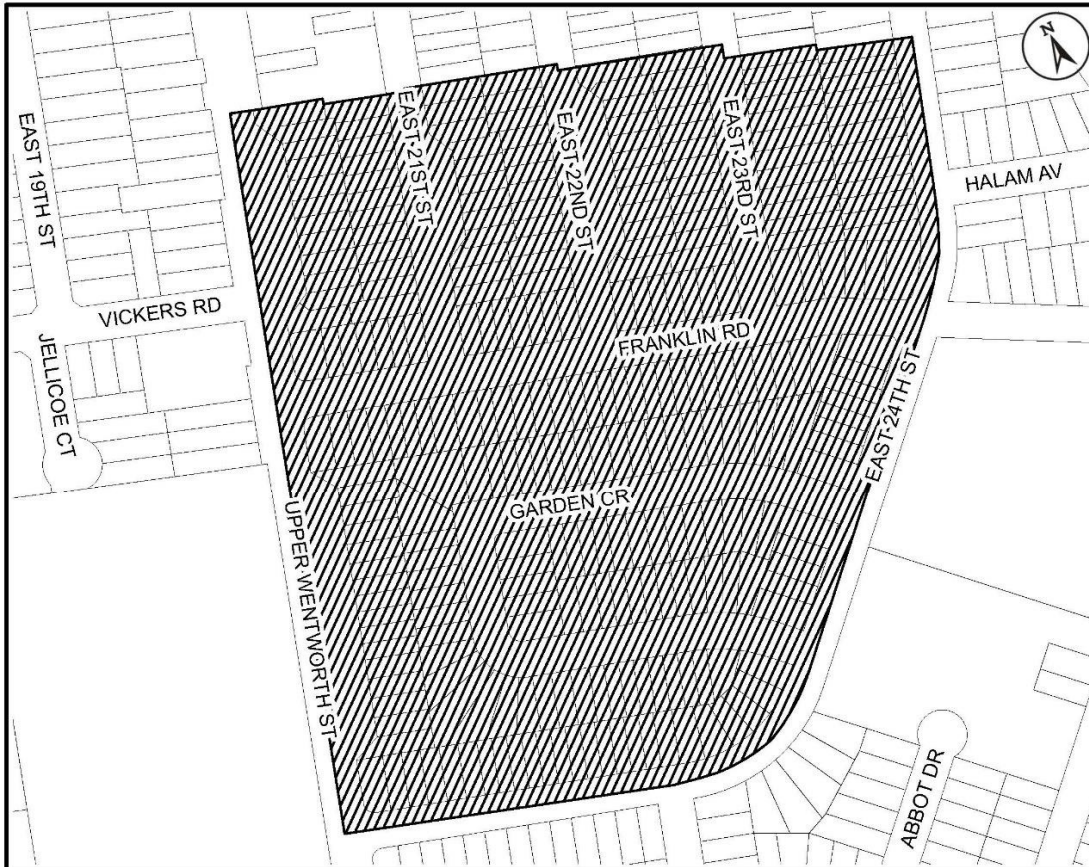 N
EAST 19TH ST
EAST 21ST ST
EAST 22ND ST
EAST 23RD ST
HALAM AV
VICKERS RD
FRANKLIN RD
JELLICOE CT
EAST 24TH ST
GARDEN CR
UPPER WENTWORTH ST
ABBOT DR